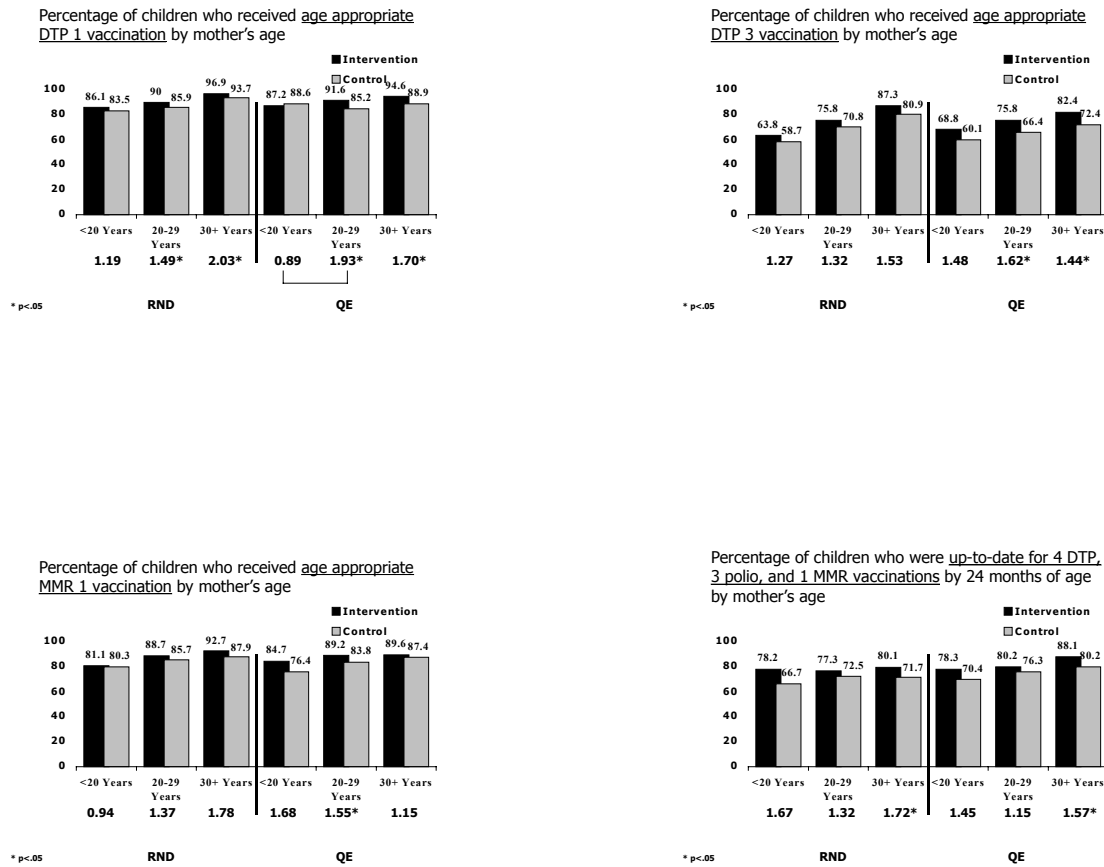 Percentage of children who received age appropriate
DTP 1 vaccination by mother's age
Intervention
Control
100
80
60
40
20
0
86.1 83.5
90 85.9
96.9 93.7
87.2 88.6
91.6 85.2
94.6 88.9
<20 Years
20-29
Years
30+ Years
<20 Years
20-29
Years
30+ Years
1.19 1.49* 2.03* 0.89 1.93* 1.70*
* p<.05
RND QE
Percentage of children who received age appropriate
DTP 3 vaccination by mother's age
Intervention
Control
100
80
60
40
20
0
63.8 58.7
75.8 70.8
87.3 80.9
68.8 60.1
75.8 66.4
82.4 72.4
<20 Years
20-29
Years
30+ Years
<20 Years
20-29
Years
30+ Years
1.27 1.32 1.53 1.48 1.62* 1.44*
* p<.05
RND QE
Percentage of children who received age appropriate
MMR 1 vaccination by mother's age
Intervention
Control
100
80
60
40
20
0
81.1 80.3
88.7 85.7
92.7 87.9
84.7 76.4
89.2 83.8
89.6 87.4
<20 Years
20-29
Years
30+ Years
<20 Years
20-29
Years
30+ Years
0.94 1.37 1.78 1.68 1.55* 1.15
* p<.05
RND QE
Percentage of children who were up-to-date for 4 DTP,
3 polio, and 1 MMR vaccinations by 24 months of age
by mother's age
Intervention
Control
100
80
60
40
20
0
78.2 66.7
77.3 72.5
80.1 71.7
78.3 70.4
80.2 76.3
88.1 80.2
<20 Years
20-29
Years
30+ Years
<20 Years
20-29
Years
30+ Years
1.67 1.32 1.72* 1.45 1.15 1.57*
* p<.05
RND QE